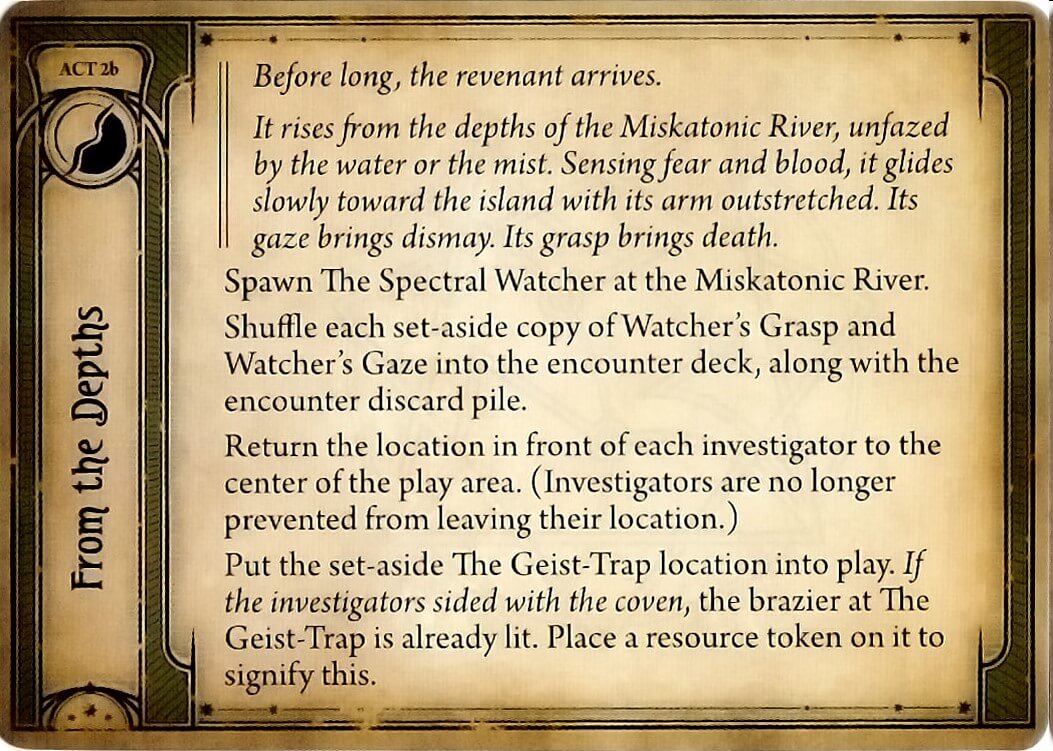 ACT 2b
From the Depths
Before long, the revenant arrives.
It rises from the depths of the Miskatonic River, unfazed
by the water or the mist. Sensing fear and blood, it glides
slowly toward the island with its arm outstretched. Its
gaze brings dismay. Its grasp brings death.
Spawn The Spectral Watcher at the Miskatonic River.
Shuffle each set-aside copy of Watcher's Grasp and
Watcher's Gaze into the encounter deck, along with the
encounter discard pile.
Return the location in front of each investigator to the
center of the play area. (Investigators are no longer
prevented from leaving their location.)
Put the set-aside The Geist-Trap location into play. If
the investigators sided with the coven, the brazier at The
Geist-Trap is already lit. Place a resource token on it to
signify this.